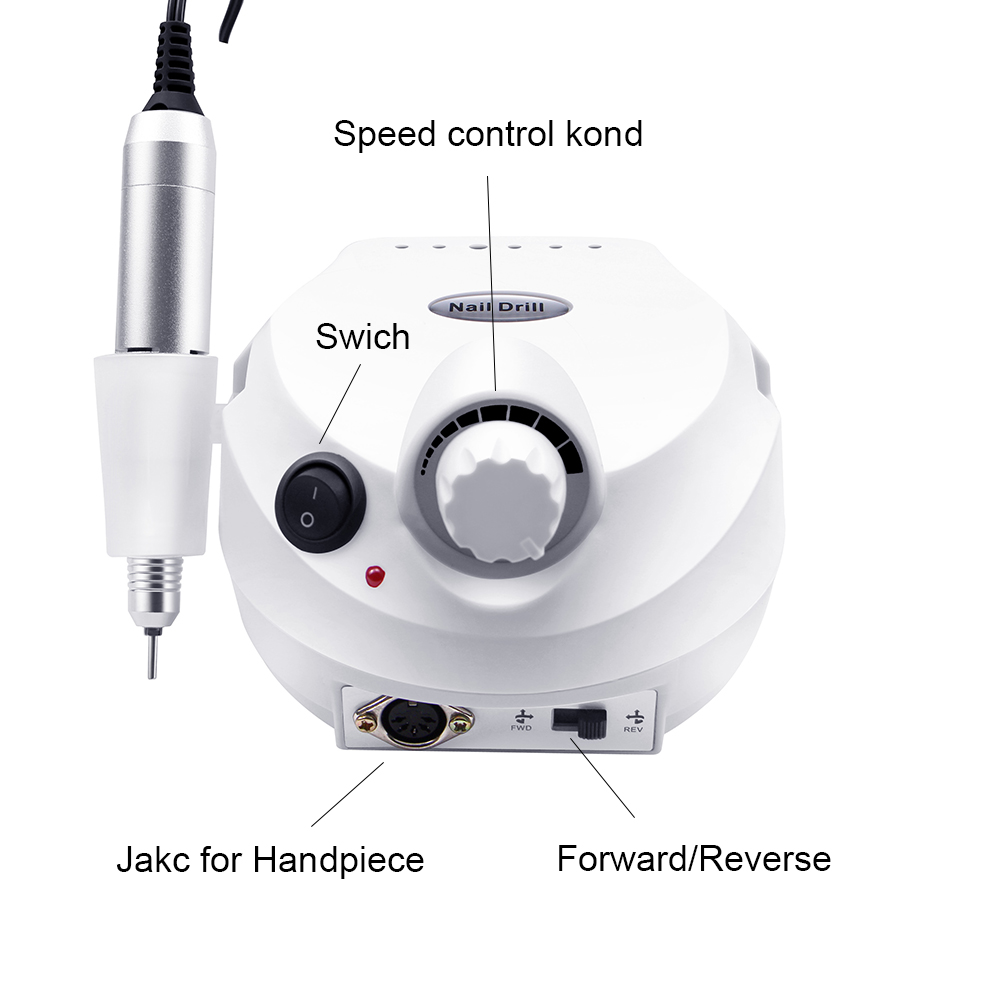 Speed control kond
Nail Drill
Swich
I
O
FWD
REV
Jakc for Handpiece
Forward/Reverse